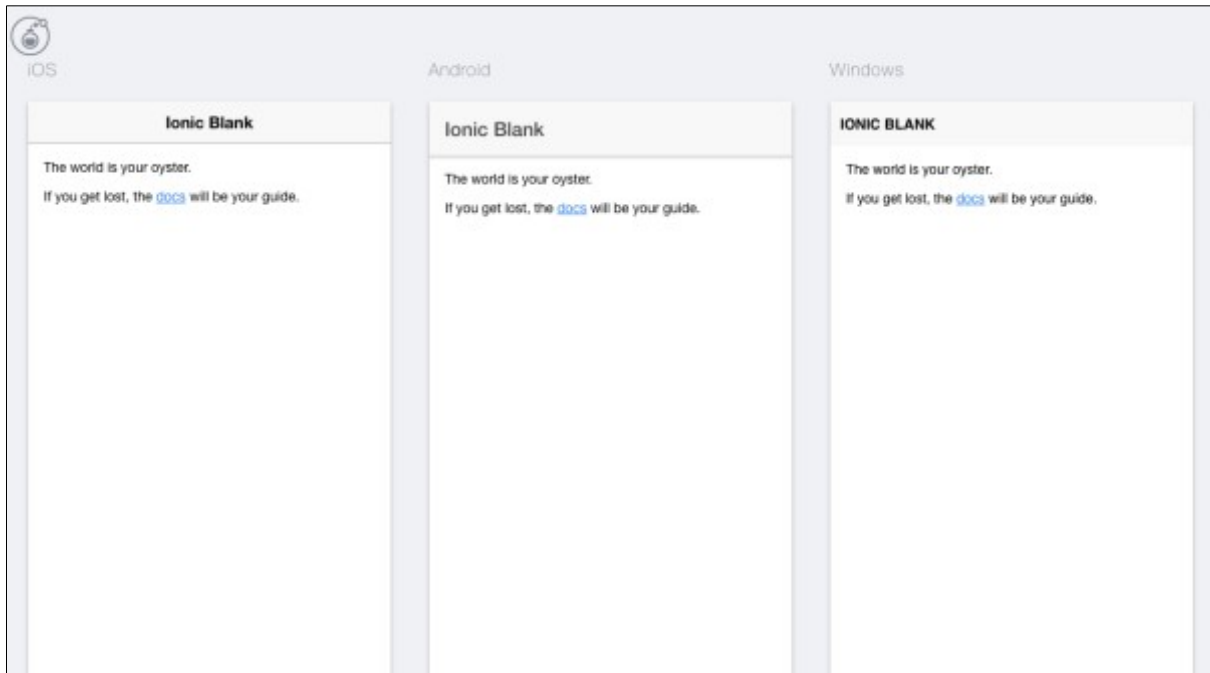 iOS
Ionic Blank
The world is your oyster.
If you get lost, the docs will be your guide.
Android
Ionic Blank
The world is your oyster.
If you get lost, the docs will be your guide.
Windows
IONIC BLANK
The world is your oyster.
If you get lost, the docs will be your guide.